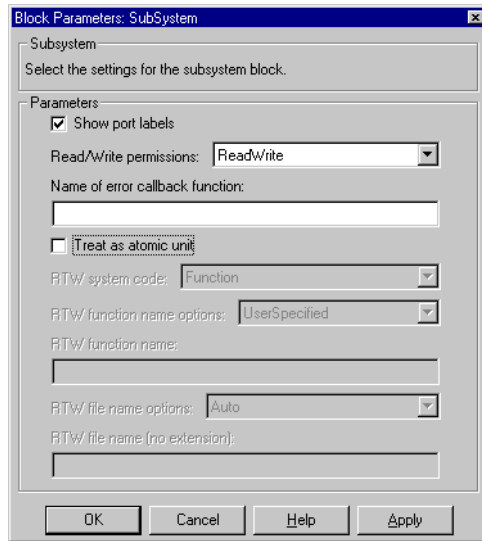 Block Parameters: SubSystem
Subsystem
Select the settings for the subsystem block.
Parameters
Show port labels
Read/Write permissions: ReadWrite
Name of error callback function:
Treat as atomic unit
RTW system code: Function
RTW function name options: UserSpecified
RTW function name:
RTW file name options: Auto
RTW file name (no extension):
OK Cancel Help Apply